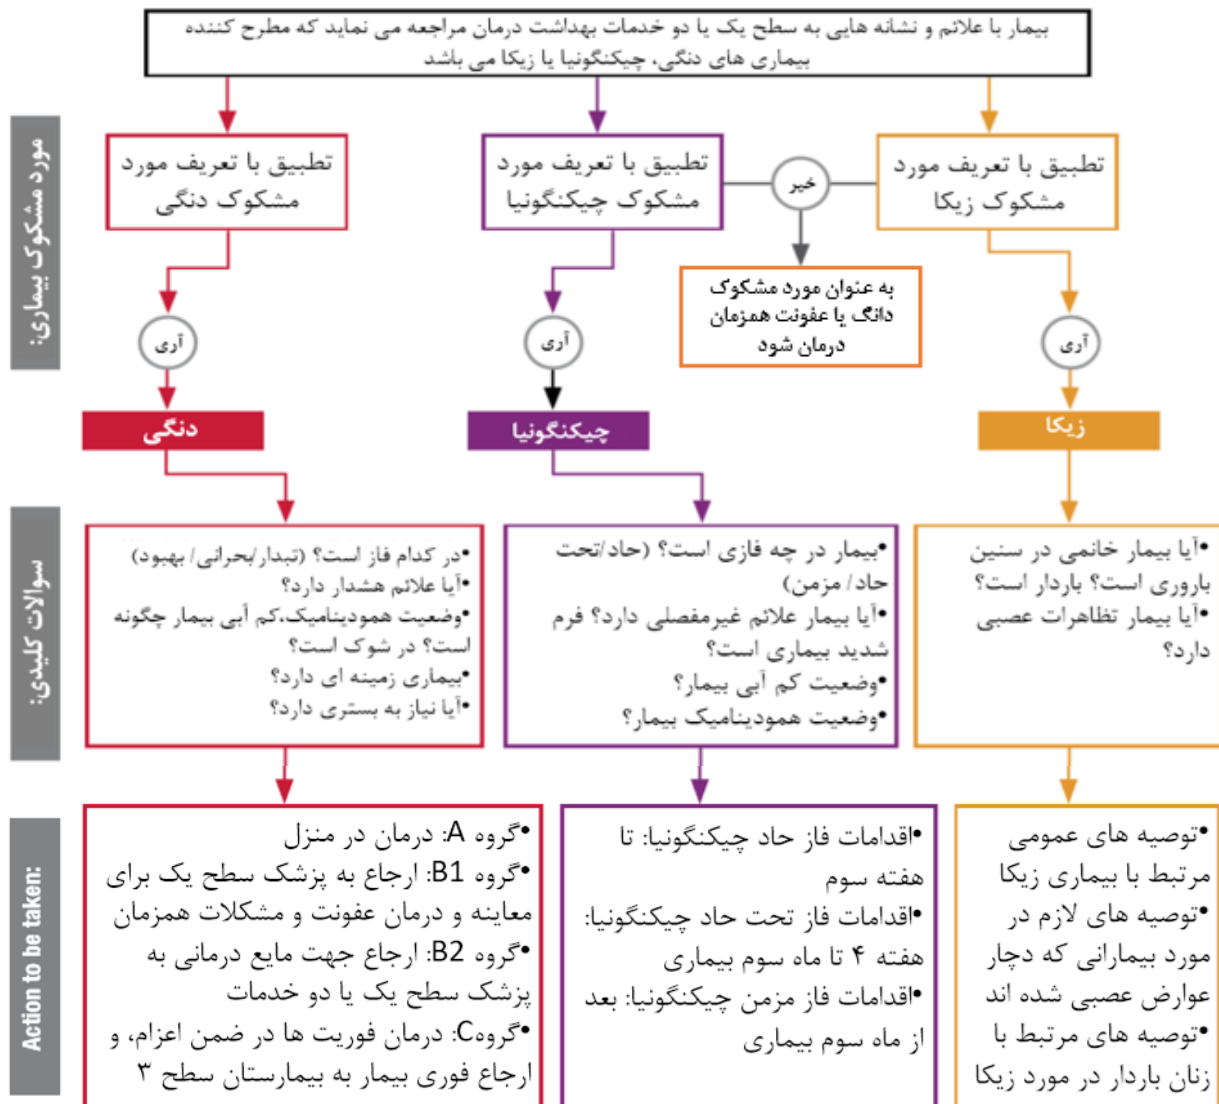 بیمار با علائم و نشانه هایی به سطح یک یا دو خدمات بهداشت درمان مراجعه می نماید که مطرح کننده
بیماری های دنگی، چیکنگونیا یا زیکا می باشد
مورد مشکوک بیماری:
تطبیق با تعریف مورد
مشکوک زیکا
خیر
تطبیق با تعریف مورد
مشکوک چیکنگونیا
تطبیق با تعریف مورد
مشکوک دنگی
به عنوان مورد مشکوک
دانگ یا عفونت همزمان
درمان شود
آری
آری
آری
زیکا
چیکنگونیا
دنگی
سوالات کلیدی:
•آیا بیمار خانمی در سنین
باروری است؟ باردار است؟
•آیا بیمار تظاهرات عصبی
دارد؟
•بیمار در چه فازی است؟ (حاد/تحت
حاد/ مزمن)
•آیا بیمار علائم غیرمفصلی دارد؟ فرم
شدید بیماری است؟
•وضعیت کم آبی بیمار؟
•وضعیت همودینامیک بیمار؟
•در کدام فاز است؟ (تبدار/بحرانی/ بهبود)
•آیا علائم هشدار دارد؟
•وضعیت همودینامیک،کم آبی بیمار چگونه
است؟ در شوک است؟
•بیماری زمینه ای دارد؟
•آیا نیاز به بستری دارد؟
Action to be taken:
•توصیه های عمومی
مرتبط با بیماری زیکا
•توصیه های لازم در
مورد بیمارانی که دچار
عوارض عصبی شده اند
•توصیه های مرتبط با
زنان باردار در مورد زیکا
•اقدامات فاز حاد چیکنگونیا: تا
هفته سوم
•اقدامات فاز تحت حاد چیکنگونیا:
هفته ۴ تا ماه سوم بیماری
•اقدامات فاز مزمن چیکنگونیا: بعد
از ماه سوم بیماری
•گروه A: درمان در منزل
•گروه B1: ارجاع به پزشک سطح یک برای
معاینه و درمان عفونت و مشکلات همزمان
•گروه B2: ارجاع جهت مایع درمانی به
پزشک سطح یک یا دو خدمات
•گروهC: درمان فوریت ها در ضمن اعزام، و
ارجاع فوری بیمار به بیمارستان سطح ۳